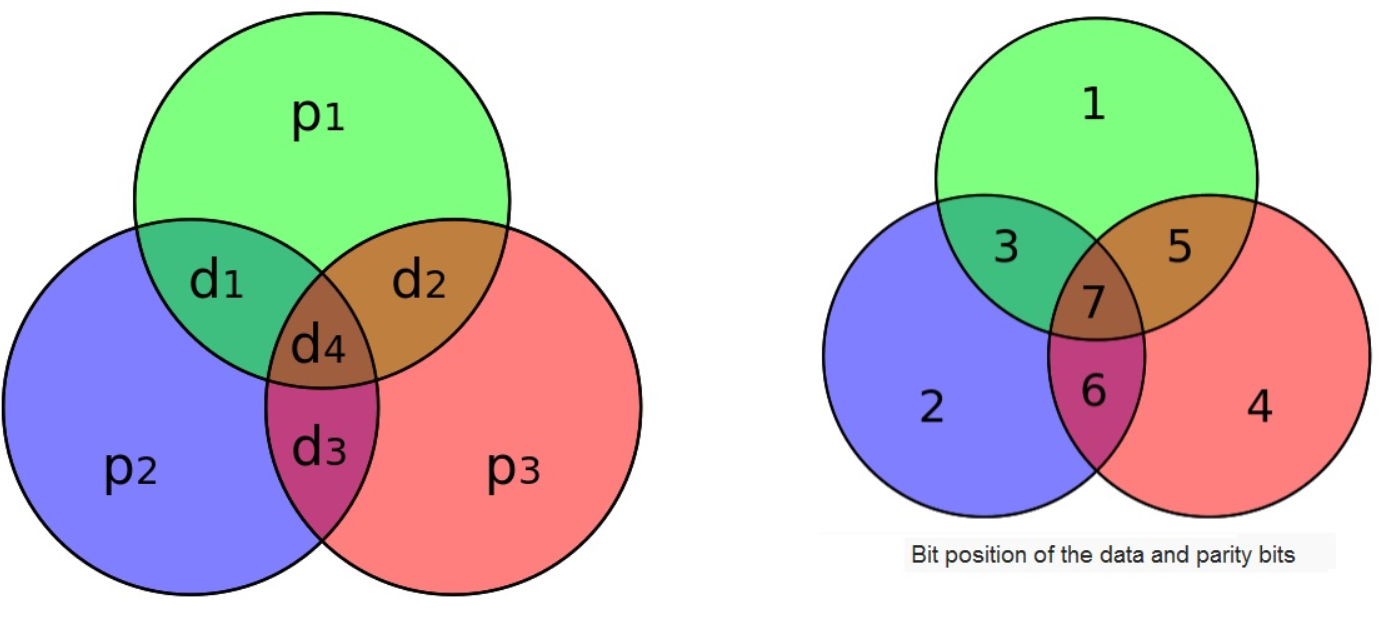 p1
d1
d2
d4
d3
p2
p3
1
3
5
7
6
2
4
Bit position of the data and parity bits